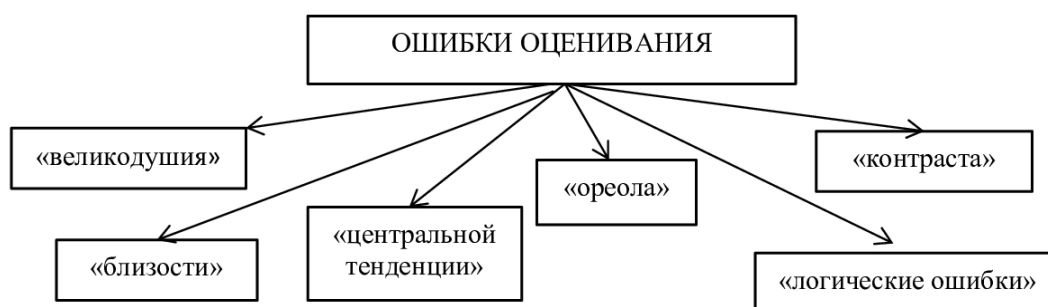 ОШИБКИ ОЦЕНИВАНИЯ
«великодушия»
«контраста»
«ореола»
«центральной
тенденции»
«близости»
«логические ошибки»